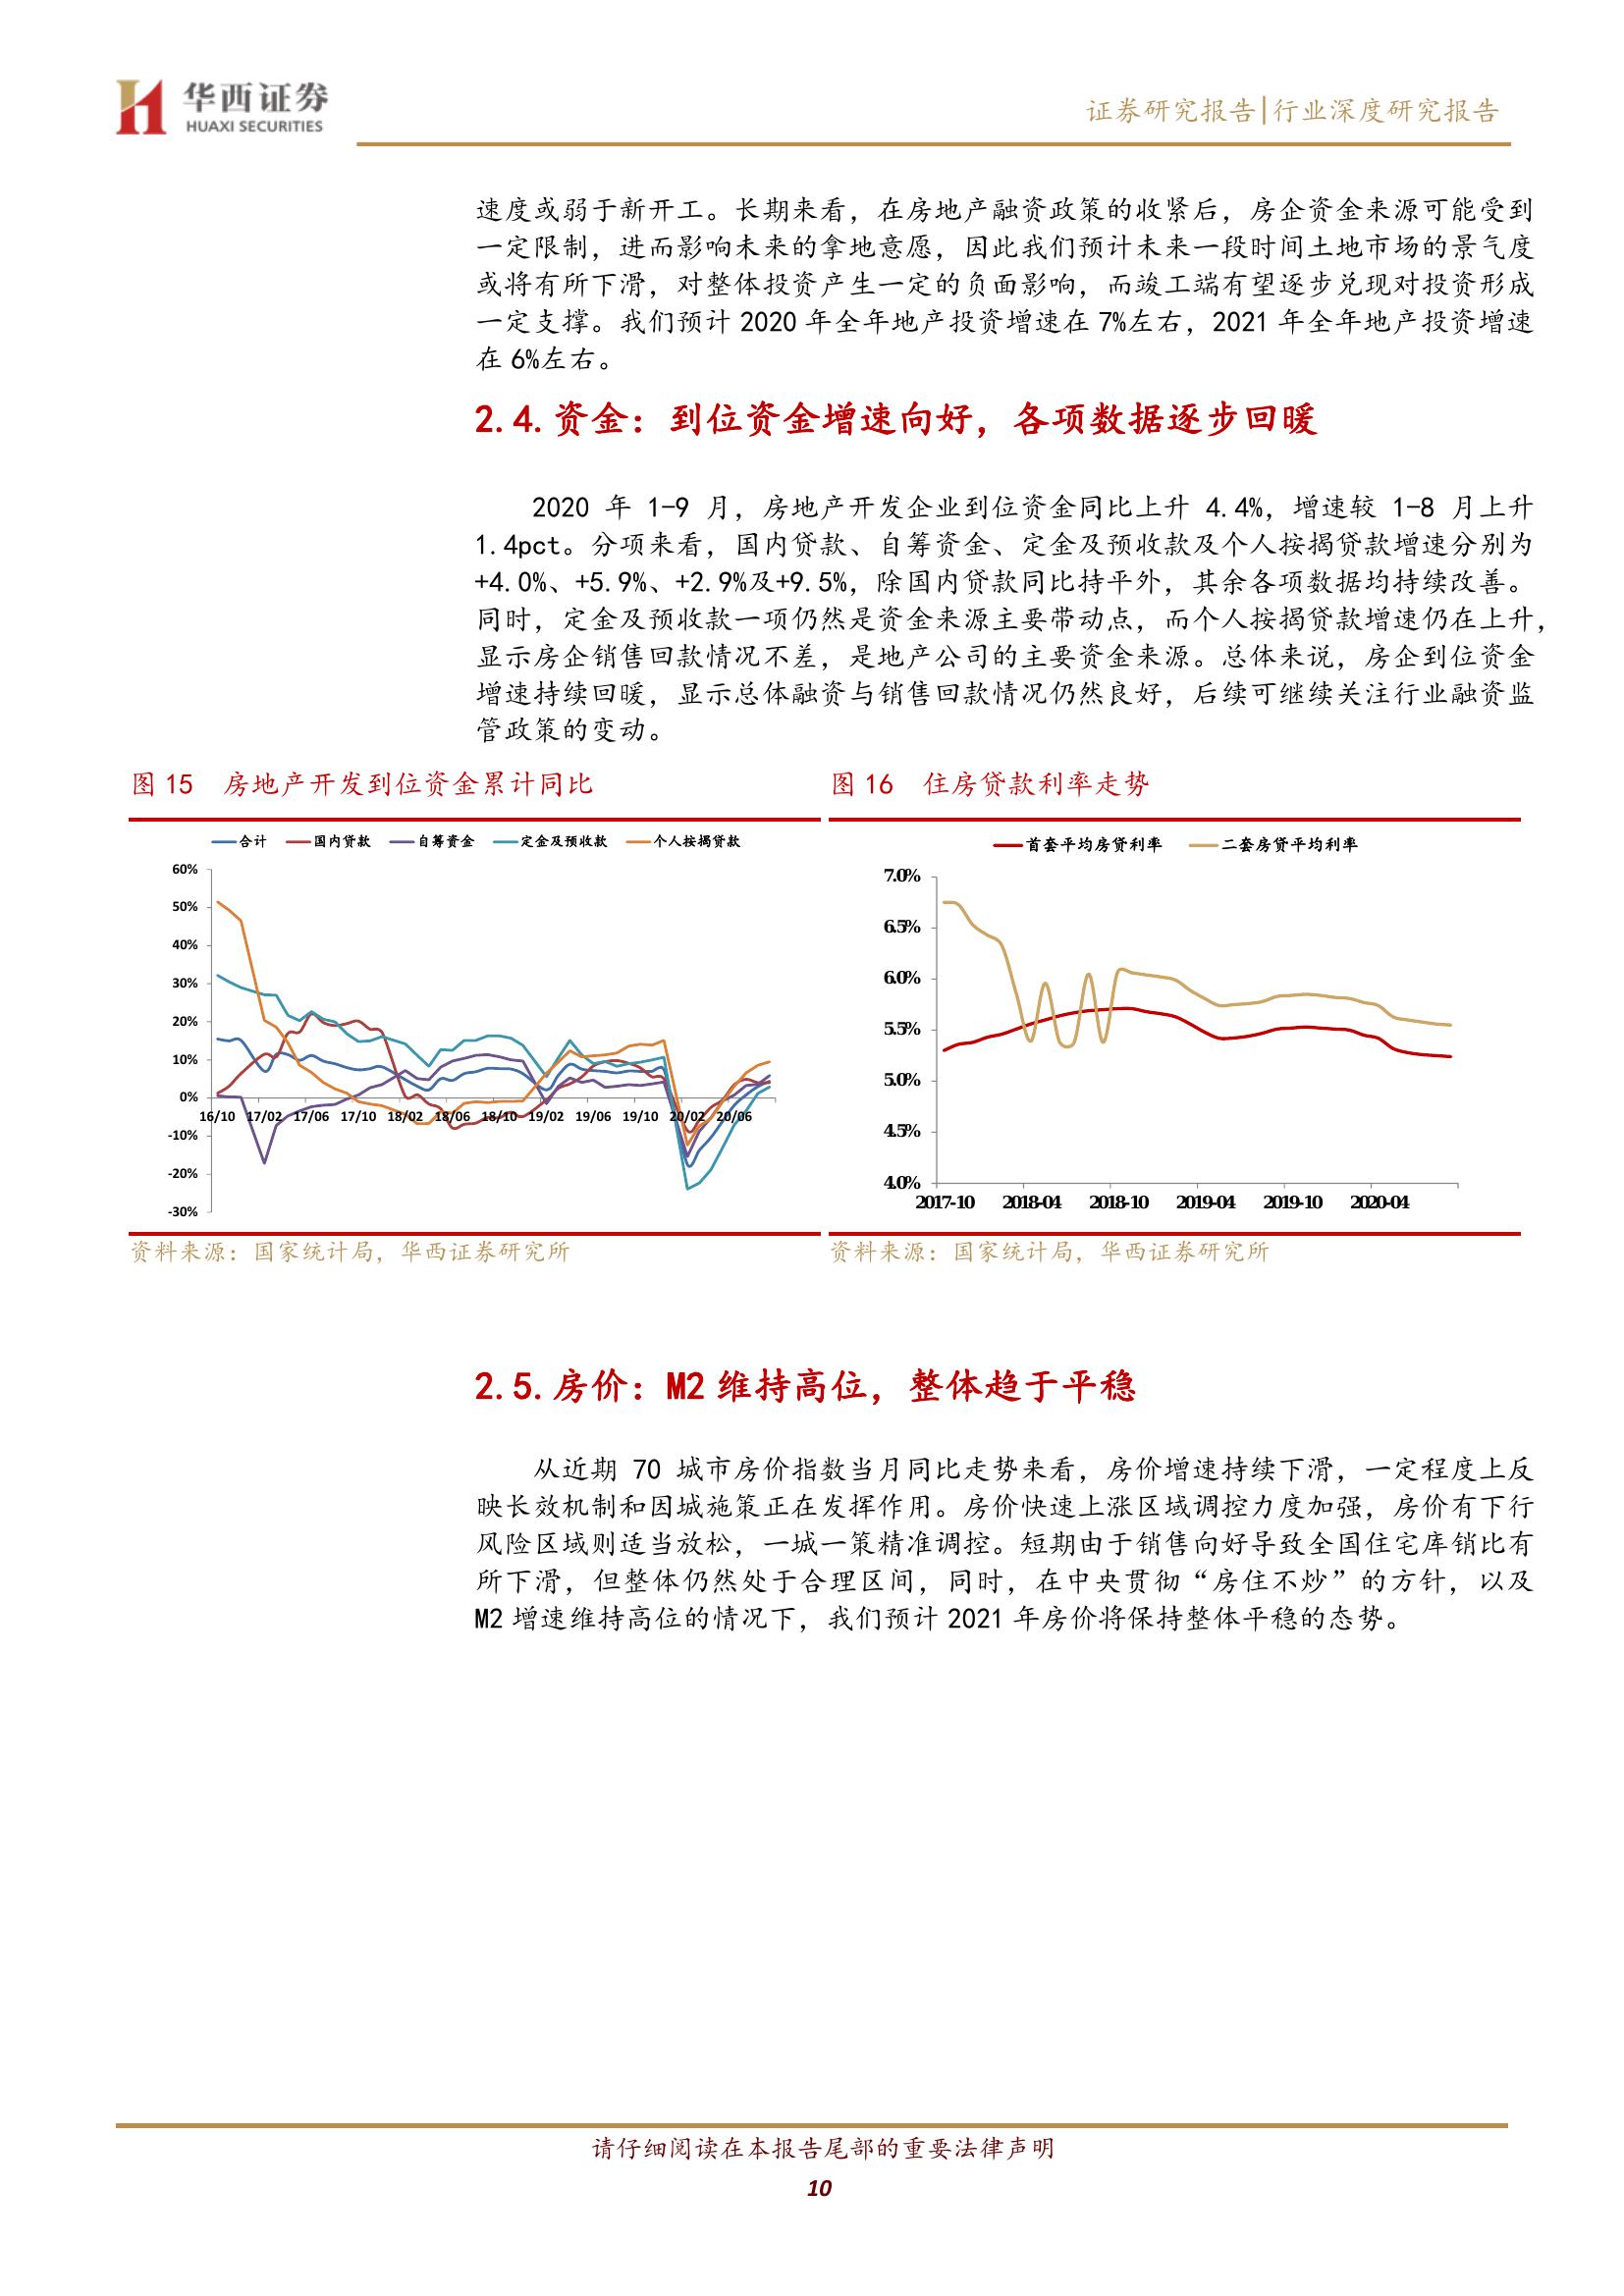 华西证券
HUAXI SECURITIES
证券研究报告|行业深度研究报告
速度或弱于新开工。长期来看，在房地产融资政策的收紧后，房企资金来源可能受到
一定限制，进而影响未来的拿地意愿，因此我们预计未来一段时间土地市场的景气度
或将有所下滑，对整体投资产生一定的负面影响，而竣工端有望逐步兑现对投资形成
一定支撑。我们预计 2020 年全年地产投资增速在 7%左右，2021 年全年地产投资增速
在 6%左右。
2.4.资金：到位资金增速向好，各项数据逐步回暖
2020 年 1-9 月，房地产开发企业到位资金同比上升 4.4%，增速较 1-8 月上升
1.4pct。分项来看，国内贷款、自筹资金、定金及预收款及个人按揭贷款增速分别为
+4.0%、+5.9%、+2.9%及+9.5%，除国内贷款同比持平外，其余各项数据均持续改善。
同时，定金及预收款一项仍然是资金来源主要带动点，而个人按揭贷款增速仍在上升，
显示房企销售回款情况不差，是地产公司的主要资金来源。总体来说，房企到位资金
增速持续回暖，显示总体融资与销售回款情况仍然良好，后续可继续关注行业融资监
管政策的变动。
图 15 房地产开发到位资金累计同比
合计 国内贷款 自筹资金 定金及预收款 个人按揭贷款
60%
50%
40%
30%
20%
10%
0%
16/10 17/02 17/06 17/10 18/02 18/06 18/10 19/02 19/06 19/10 20/02 20/06
-10%
-20%
-30%
资料来源：国家统计局，华西证券研究所
图 16 住房贷款利率走势
首套平均房贷利率 二套房贷平均利率
7.0%
6.5%
6.0%
5.5%
5.0%
4.5%
4.0%
2017-10 2018-04 2018-10 2019-04 2019-10 2020-04
资料来源：国家统计局，华西证券研究所
2.5.房价：M2 维持高位，整体趋于平稳
从近期 70 城市房价指数当月同比走势来看，房价增速持续下滑，一定程度上反
映长效机制和因城施策正在发挥作用。房价快速上涨区域调控力度加强，房价有下行
风险区域则适当放松，一城一策精准调控。短期由于销售向好导致全国住宅库销比有
所下滑，但整体仍然处于合理区间，同时，在中央贯彻“房住不炒”的方针，以及
M2 增速维持高位的情况下，我们预计 2021 年房价将保持整体平稳的态势。
请仔细阅读在本报告尾部的重要法律声明
10